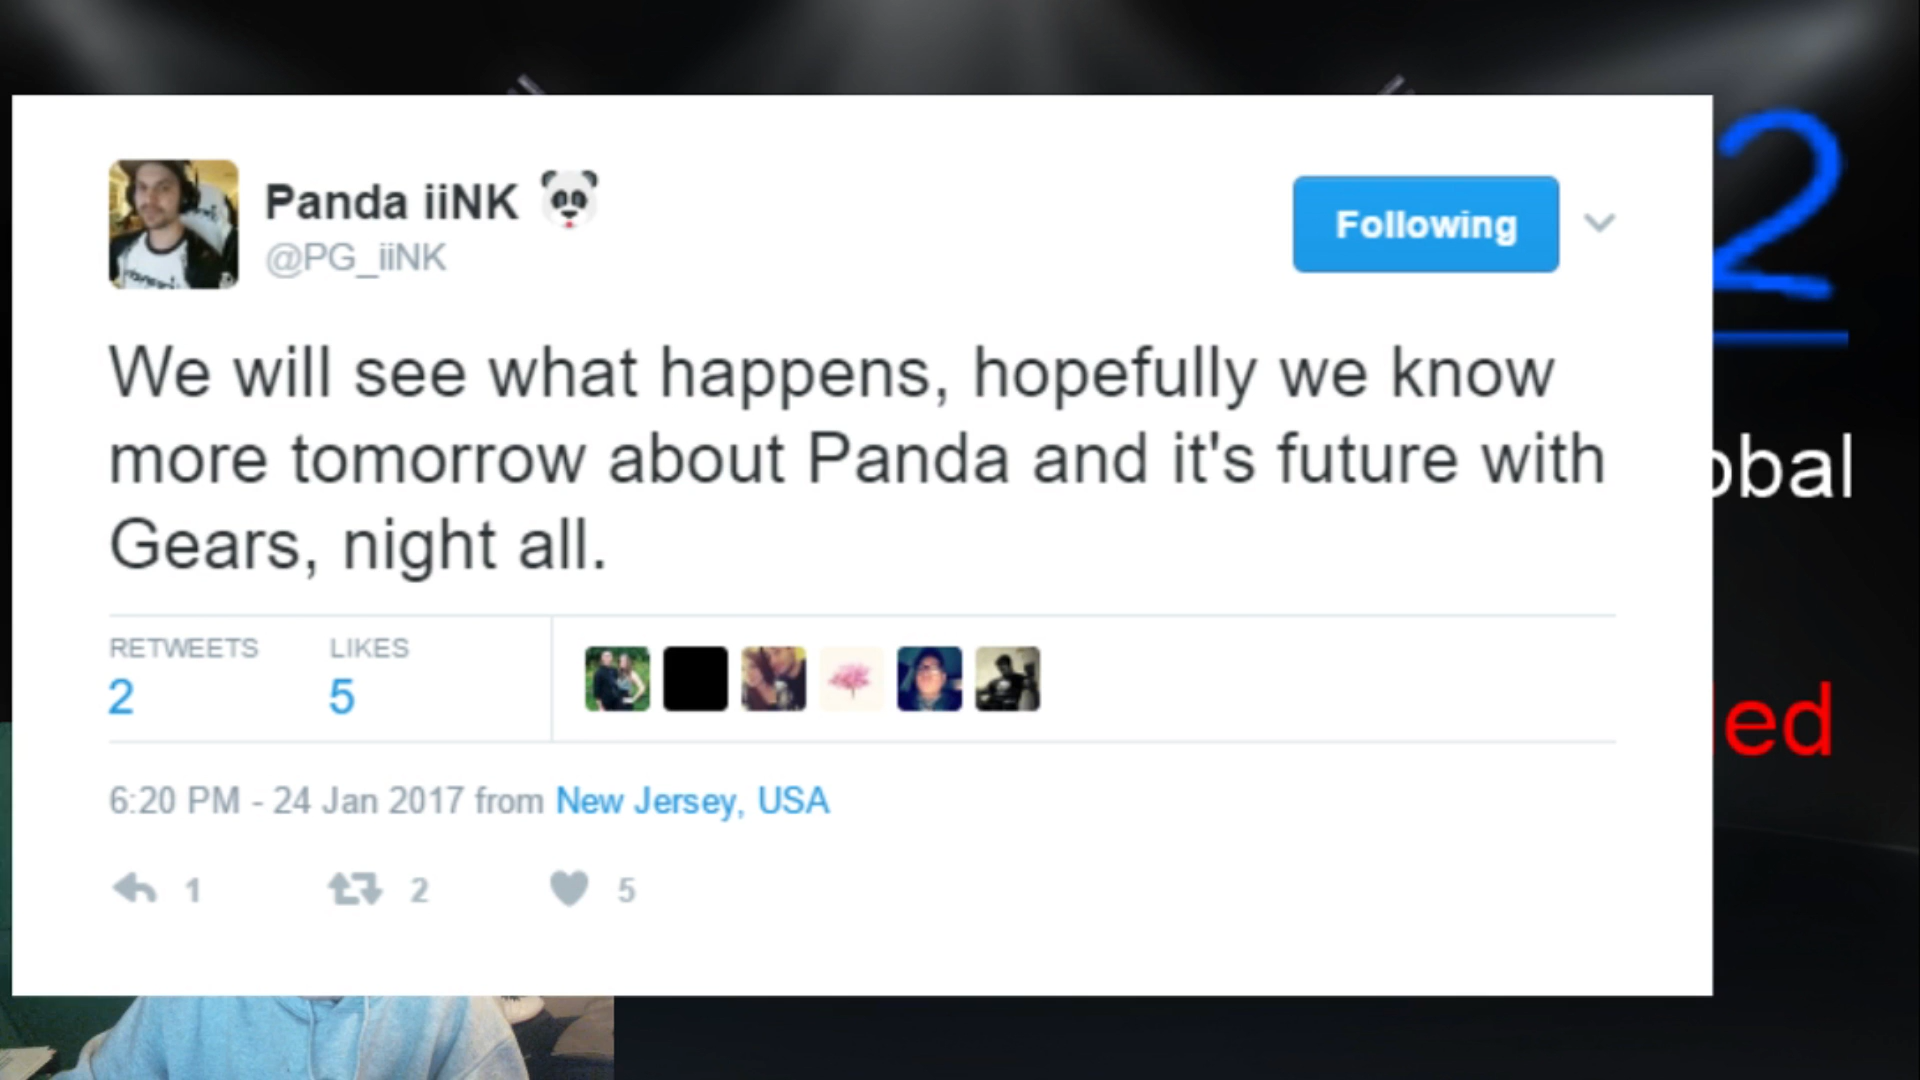 Panda iiNK
@PG_iiNK
Following
2
We will see what happens, hopefully we know
more tomorrow about Panda and it's future with
Gears, night all.
obal
ed
RETWEETS
LIKES
2
5
6:20 PM - 24 Jan 2017 from New Jersey, USA
1
2
5